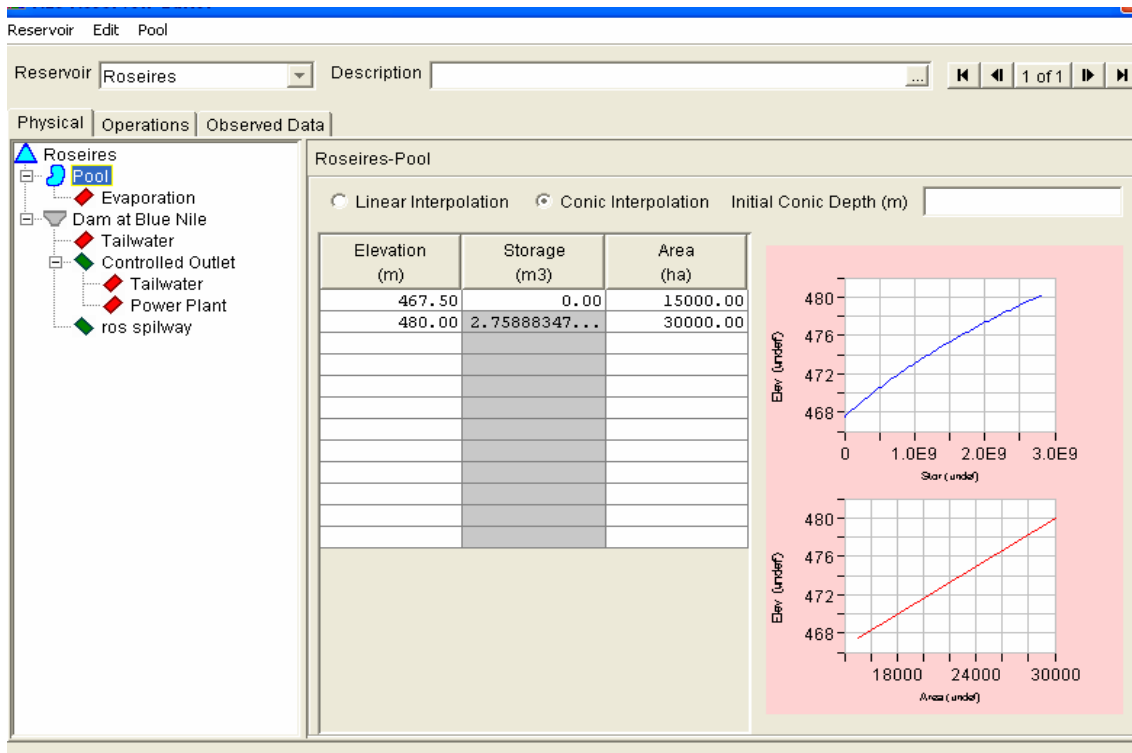 Reservoir Edit Pool
Reservoir Roseires Description ... 1 of 1
Physical Operations Observed Data
Roseires
Pool
Evaporation
Dam at Blue Nile
Tailwater
Controlled Outlet
Tailwater
Power Plant
ros spilway
Roseires-Pool
Linear Interpolation Conic Interpolation Initial Conic Depth (m)
Elevation (m) Storage (m3) Area (ha)
467.50 0.00 15000.00
480.00 2.75888347... 30000.00
480
476
472
468
Elev (undef)
0 1.0E9 2.0E9 3.0E9
Stor (undef)
480
476
472
468
Elev (undef)
18000 24000 30000
Area (undef)